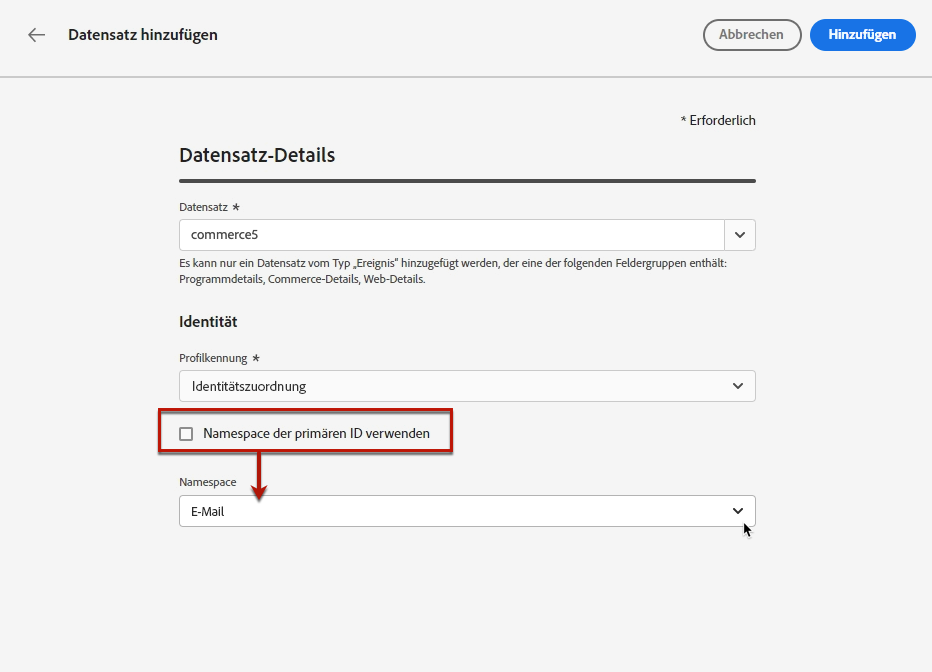 Datensatz hinzufügen
Abbrechen
Hinzufügen
* Erforderlich
Datensatz-Details
Datensatz *
commerce5
Es kann nur ein Datensatz vom Typ „Ereignis“ hinzugefügt werden, der eine der folgenden Feldergruppen enthält:
Programmdetails, Commerce-Details, Web-Details.
Identität
Profilkennung *
Identitätszuordnung
Namespace der primären ID verwenden
Namespace
E-Mail